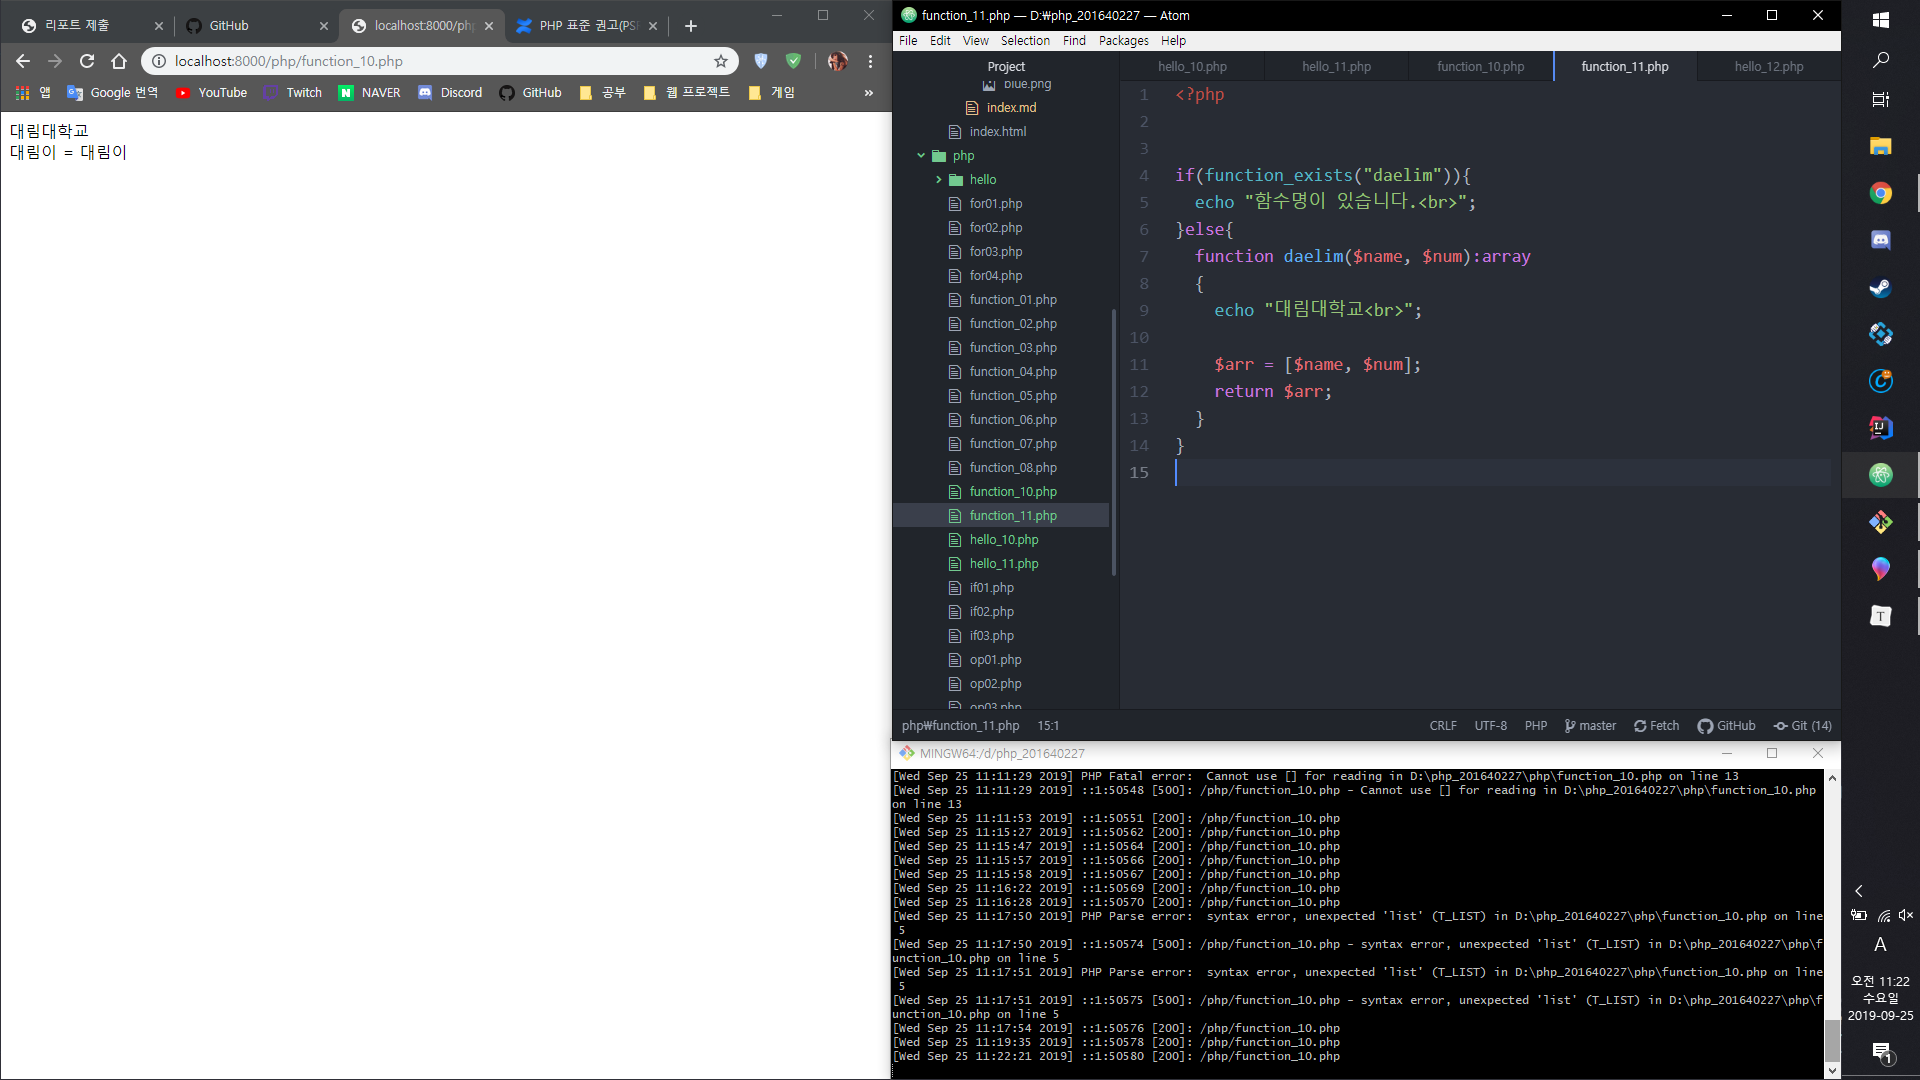 리포트 제출
GitHub
localhost:8000/php
PHP 표준 권고(PS
localhost:8000/php/function_10.php
앱
Google 번역
YouTube
Twitch
NAVER
Discord
GitHub
공부
웹 프로젝트
게임
»
대림대학교
대림이 = 대림이
function_11.php — D:₩php_201640227 — Atom
File Edit View Selection Find Packages Help
Project
blue.png
index.md
index.html
php
hello
for01.php
for02.php
for03.php
for04.php
function_01.php
function_02.php
function_03.php
function_04.php
function_05.php
function_06.php
function_07.php
function_08.php
function_10.php
function_11.php
hello_10.php
hello_11.php
if01.php
if02.php
if03.php
op01.php
op02.php
op03.php
hello_10.php hello_11.php function_10.php function_11.php hello_12.php
1 <?php
2
3
4 if(function_exists("daelim")){
5 echo "함수명이 있습니다.<br>";
6 }else{
7 function daelim($name, $num):array
8 {
9 echo "대림대학교<br>";
10
11 $arr = [$name, $num];
12 return $arr;
13 }
14 }
15
php₩function_11.php 15:1 CRLF UTF-8 PHP master Fetch GitHub Git (14)
MINGW64:/d/php_201640227
[Wed Sep 25 11:11:29 2019] PHP Fatal error:  Cannot use [] for reading in D:\php_201640227\php\function_10.php on line 13
[Wed Sep 25 11:11:29 2019] ::1:50548 [500]: /php/function_10.php - Cannot use [] for reading in D:\php_201640227\php\function_10.php
on line 13
[Wed Sep 25 11:11:53 2019] ::1:50551 [200]: /php/function_10.php
[Wed Sep 25 11:15:27 2019] ::1:50562 [200]: /php/function_10.php
[Wed Sep 25 11:15:47 2019] ::1:50564 [200]: /php/function_10.php
[Wed Sep 25 11:15:57 2019] ::1:50566 [200]: /php/function_10.php
[Wed Sep 25 11:15:58 2019] ::1:50567 [200]: /php/function_10.php
[Wed Sep 25 11:16:22 2019] ::1:50569 [200]: /php/function_10.php
[Wed Sep 25 11:16:28 2019] ::1:50570 [200]: /php/function_10.php
[Wed Sep 25 11:17:50 2019] PHP Parse error:  syntax error, unexpected 'list' (T_LIST) in D:\php_201640227\php\function_10.php on line
5
[Wed Sep 25 11:17:50 2019] ::1:50574 [500]: /php/function_10.php - syntax error, unexpected 'list' (T_LIST) in D:\php_201640227\php\f
unction_10.php on line 5
[Wed Sep 25 11:17:51 2019] PHP Parse error:  syntax error, unexpected 'list' (T_LIST) in D:\php_201640227\php\function_10.php on line
5
[Wed Sep 25 11:17:51 2019] ::1:50575 [500]: /php/function_10.php - syntax error, unexpected 'list' (T_LIST) in D:\php_201640227\php\f
unction_10.php on line 5
[Wed Sep 25 11:17:54 2019] ::1:50576 [200]: /php/function_10.php
[Wed Sep 25 11:19:35 2019] ::1:50578 [200]: /php/function_10.php
[Wed Sep 25 11:22:21 2019] ::1:50580 [200]: /php/function_10.php
A
오전 11:22
수요일
2019-09-25
1